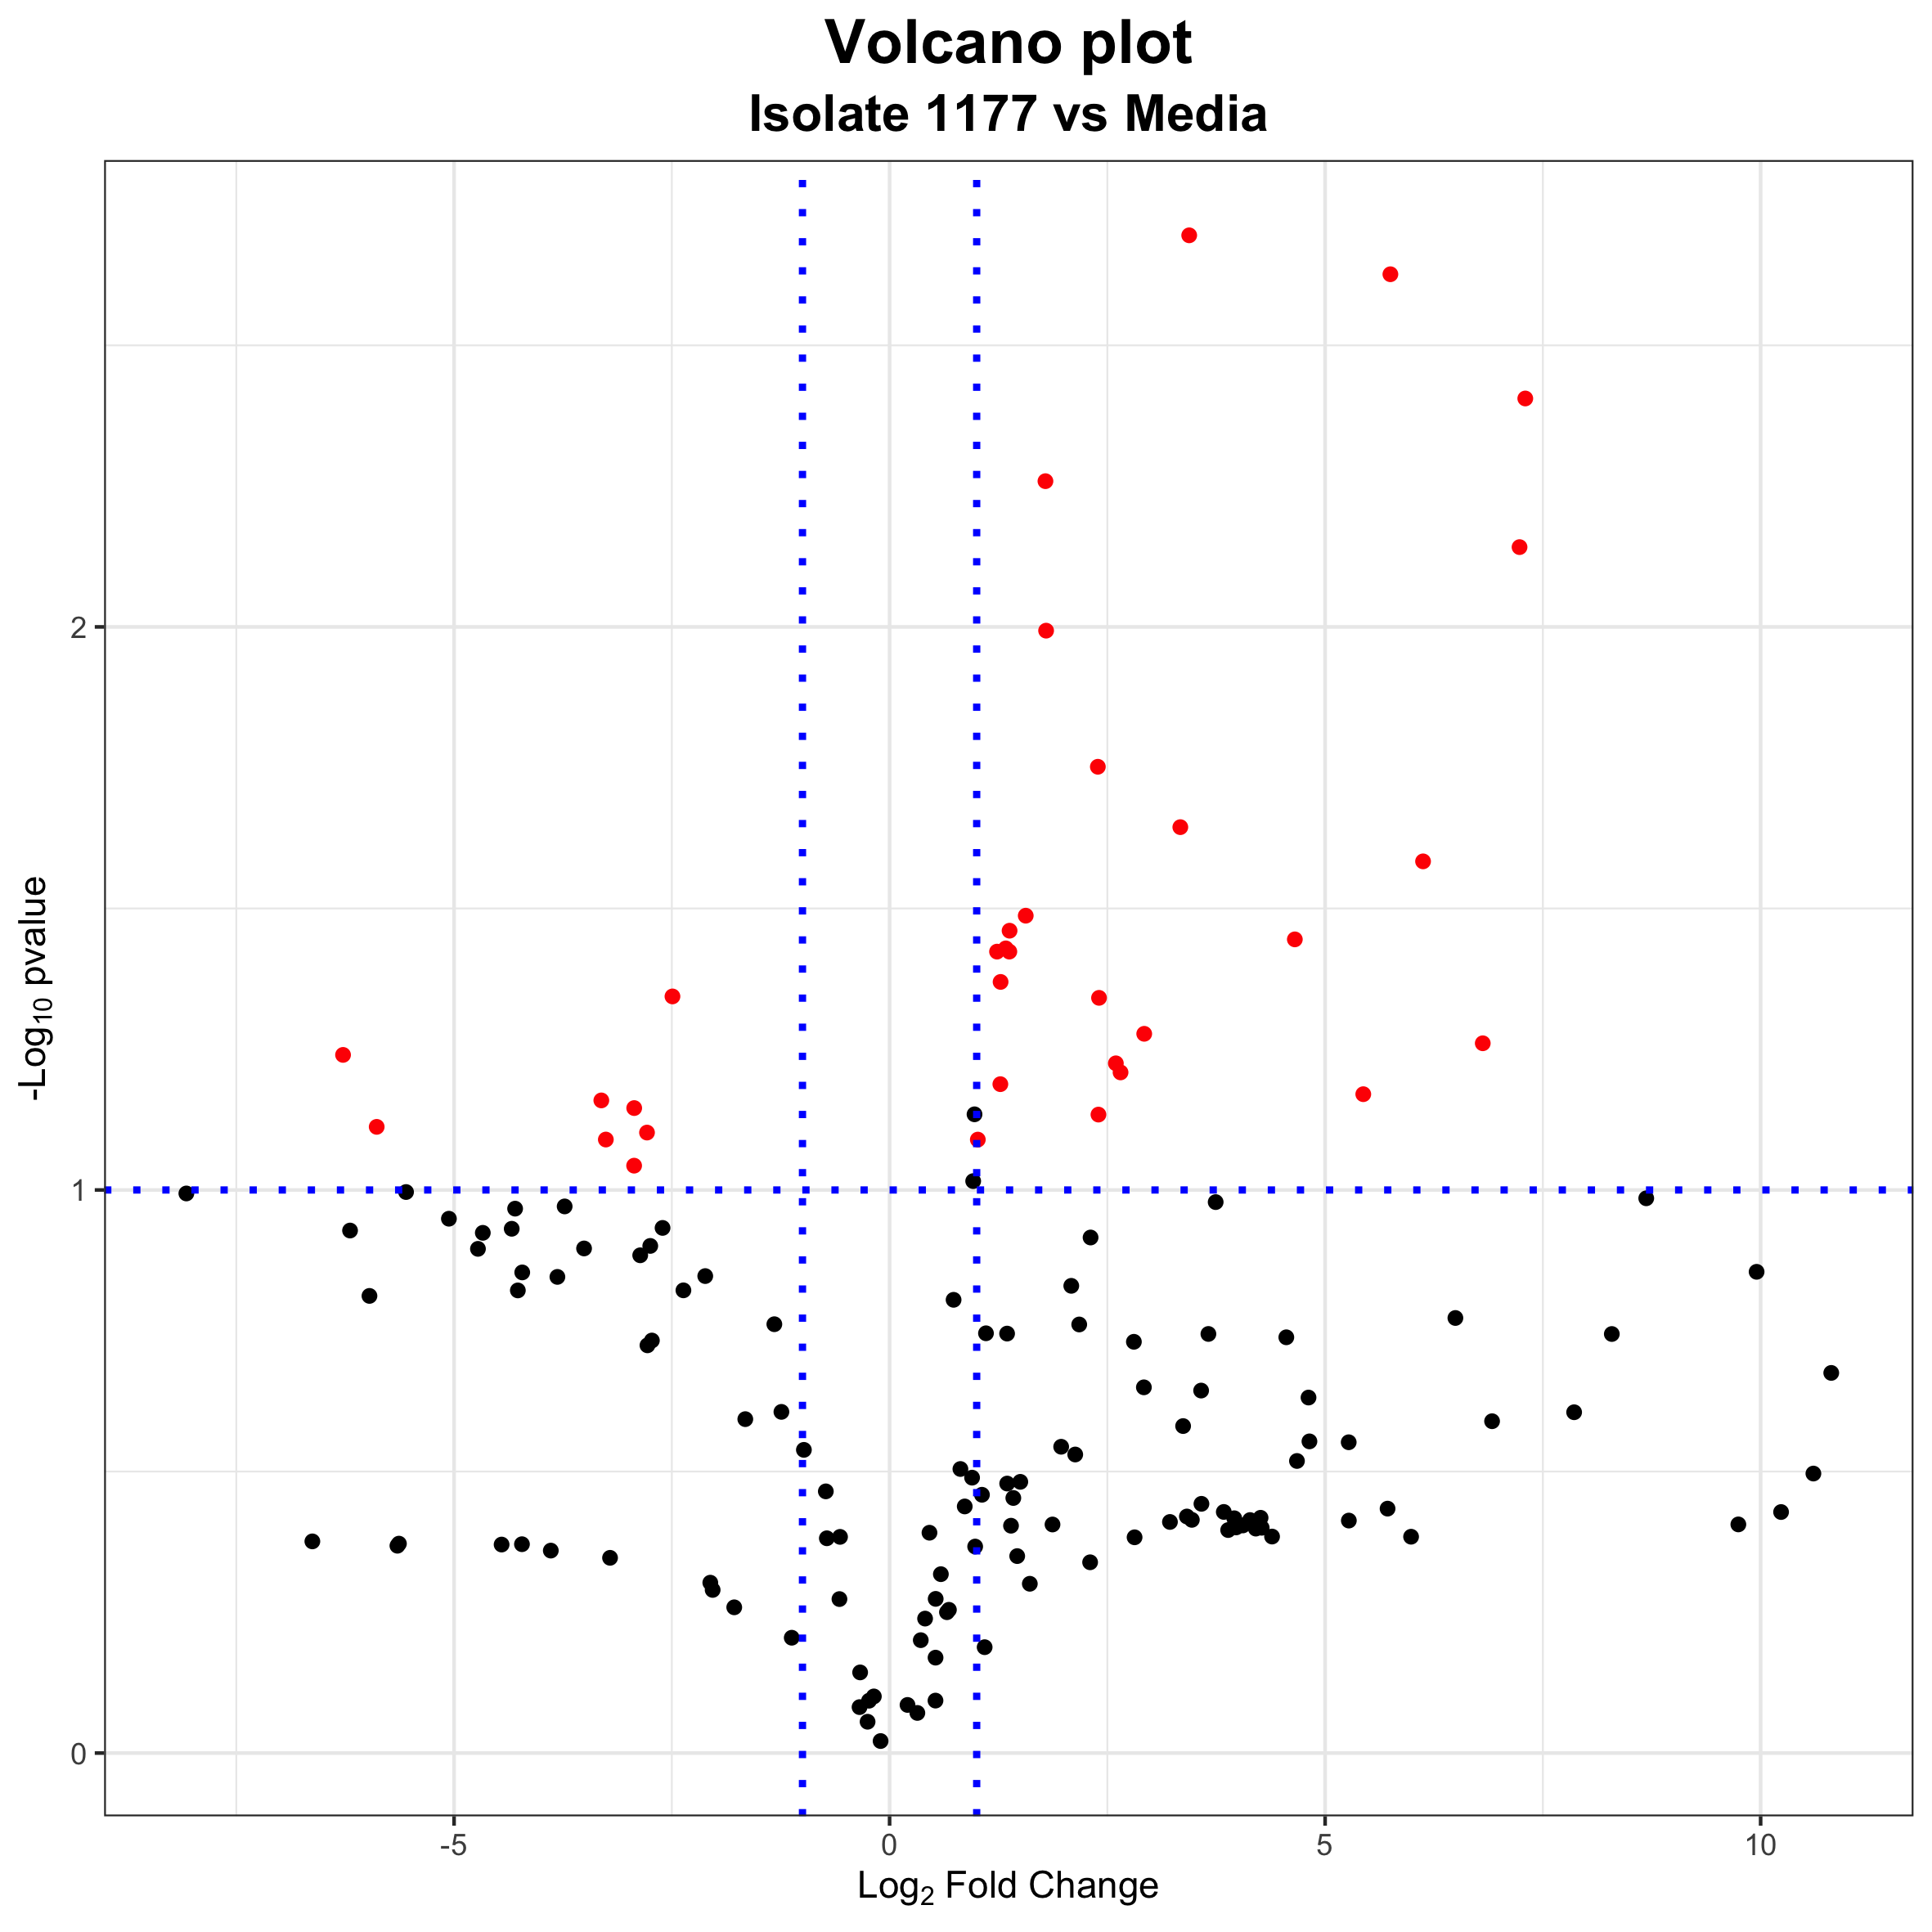 Volcano plot
Isolate 1177 vs Media
-Log10 pvalue
2
1
0
-5 0 5 10
Log2 Fold Change